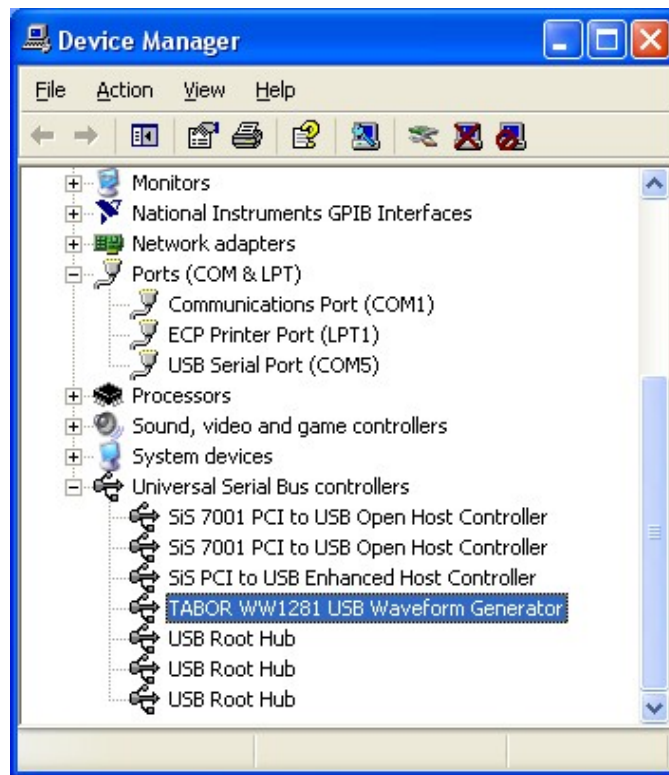 Device Manager
File Action View Help
Monitors
National Instruments GPIB Interfaces
Network adapters
Ports (COM & LPT)
Communications Port (COM1)
ECP Printer Port (LPT1)
USB Serial Port (COM5)
Processors
Sound, video and game controllers
System devices
Universal Serial Bus controllers
SiS 7001 PCI to USB Open Host Controller
SiS 7001 PCI to USB Open Host Controller
SiS PCI to USB Enhanced Host Controller
TABOR WW1281 USB Waveform Generator
USB Root Hub
USB Root Hub
USB Root Hub